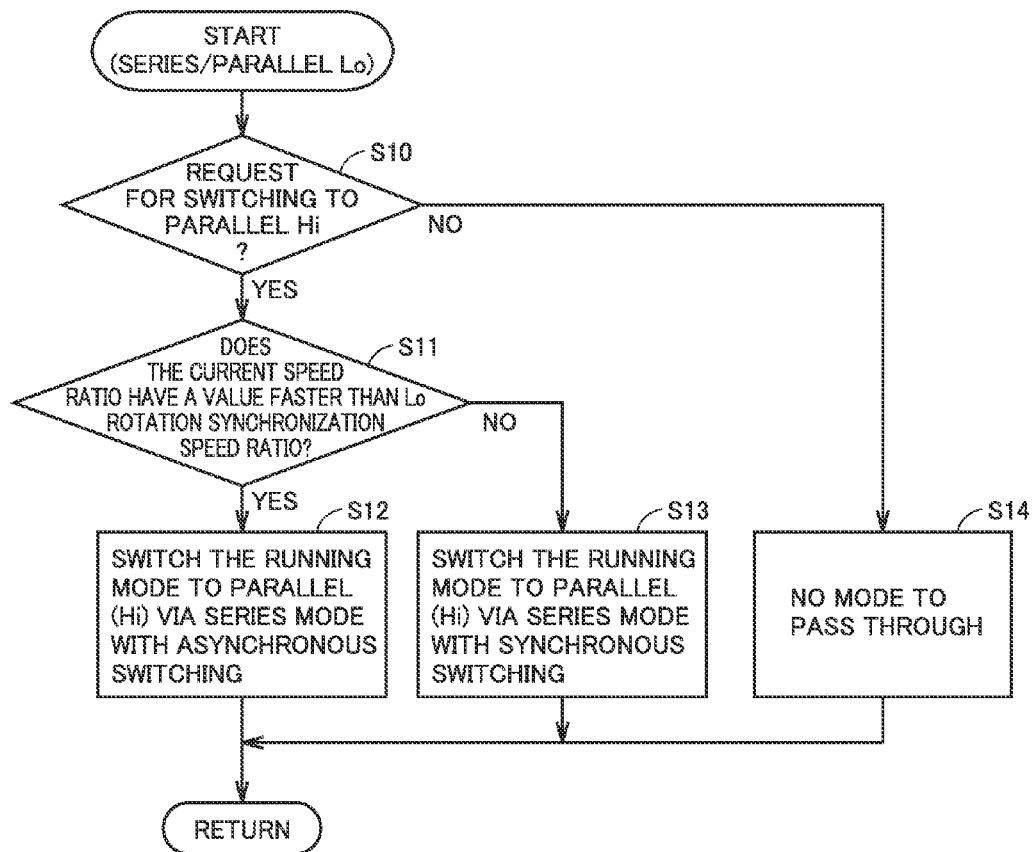 START
(SERIES/PARALLEL Lo)
S10
REQUEST
FOR SWITCHING TO
PARALLEL Hi
?
NO
YES
S11
DOES
THE CURRENT SPEED
RATIO HAVE A VALUE FASTER THAN Lo
ROTATION SYNCHRONIZATION
SPEED RATIO?
NO
YES
S12
SWITCH THE RUNNING
MODE TO PARALLEL
(Hi) VIA SERIES MODE
WITH ASYNCHRONOUS
SWITCHING
S13
SWITCH THE RUNNING
MODE TO PARALLEL
(Hi) VIA SERIES MODE
WITH SYNCHRONOUS
SWITCHING
S14
NO MODE TO
PASS THROUGH
RETURN